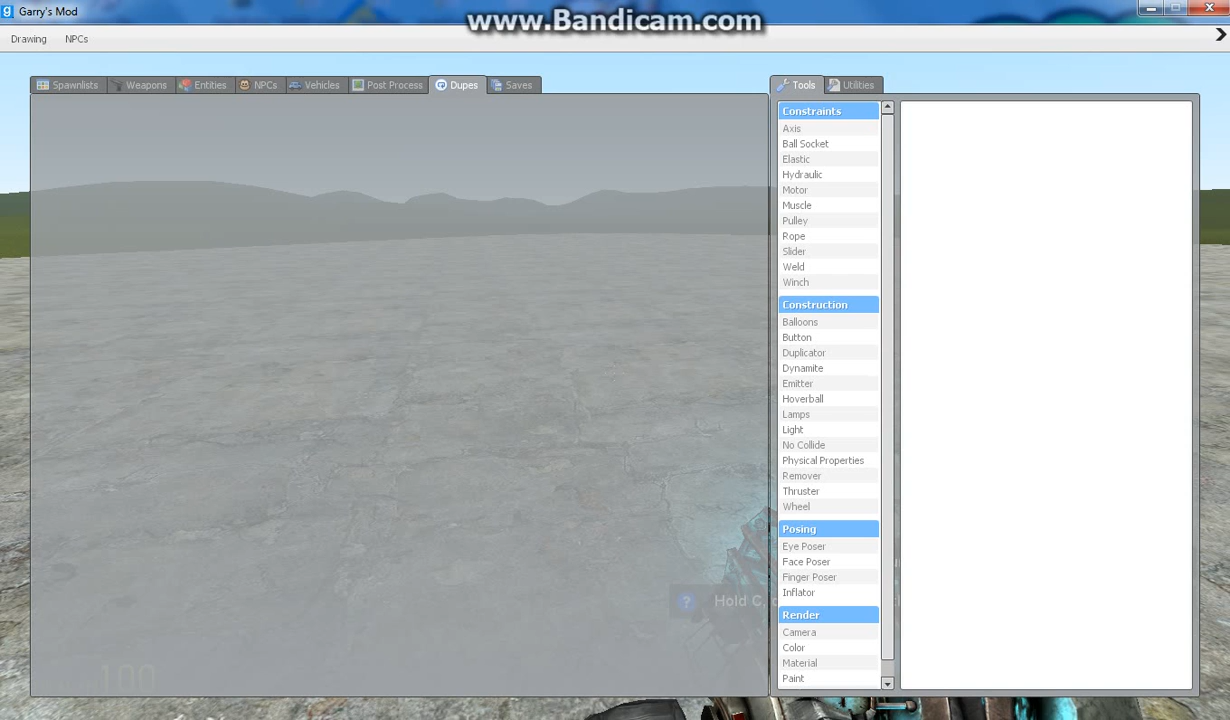 Garry's Mod
www.Bandicam.com
Drawing NPCs
Spawnlists Weapons Entities NPCs Vehicles Post Process Dupes Saves
Tools Utilities
Constraints
Axis
Ball Socket
Elastic
Hydraulic
Motor
Muscle
Pulley
Rope
Slider
Weld
Winch
Construction
Balloons
Button
Duplicator
Dynamite
Emitter
Hoverball
Lamps
Light
No Collide
Physical Properties
Remover
Thruster
Wheel
Posing
Eye Poser
Face Poser
Finger Poser
Inflator
Render
Camera
Color
Material
Paint
? Hold C,
100